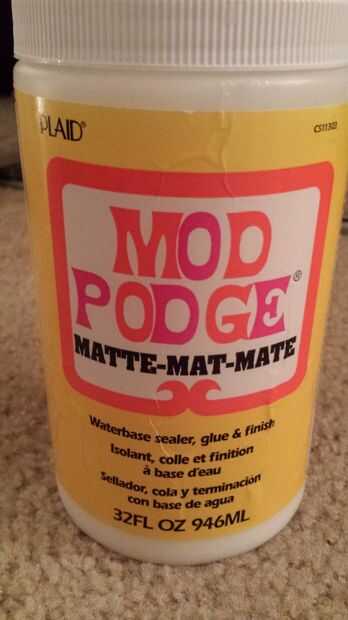 PLAID®
CS11302
MOD
PODGE®
MATTE-MAT-MATE
Waterbase sealer, glue & finish
Isolant, colle et finition
à base d'eau
Sellador, cola y terminación
con base de agua
32FL OZ 946ML